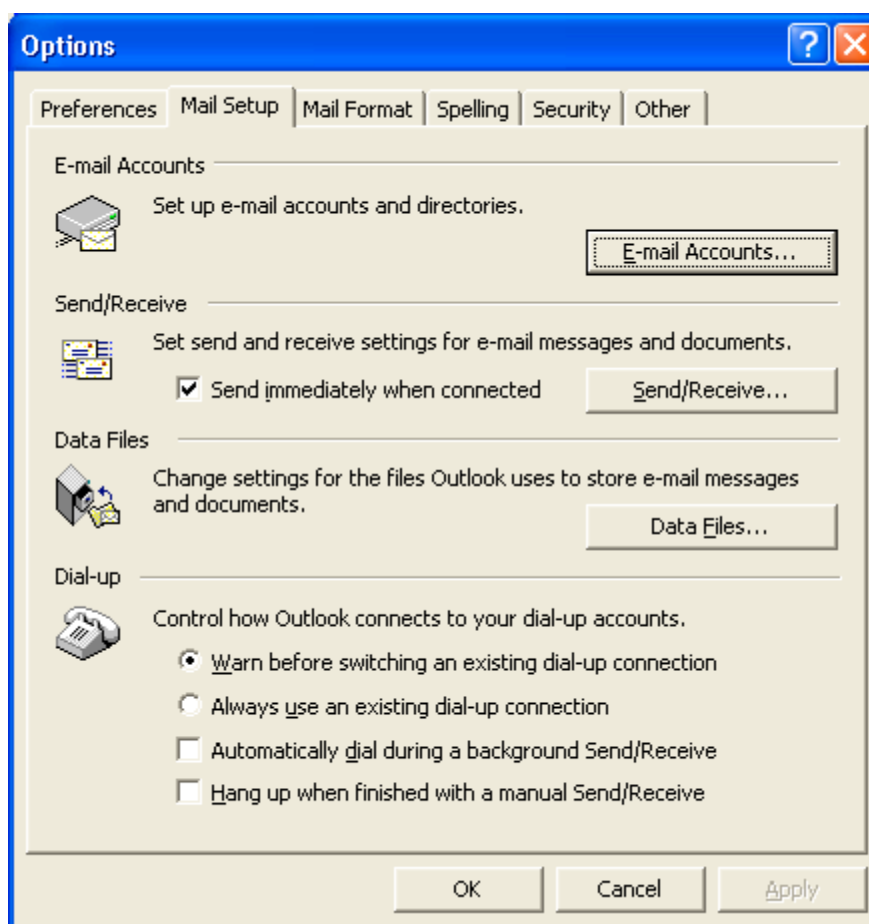 Options
Preferences Mail Setup Mail Format Spelling Security Other
E-mail Accounts
Set up e-mail accounts and directories.
E-mail Accounts...
Send/Receive
Set send and receive settings for e-mail messages and documents.
Send immediately when connected Send/Receive...
Data Files
Change settings for the files Outlook uses to store e-mail messages
and documents.
Data Files...
Dial-up
Control how Outlook connects to your dial-up accounts.
Warn before switching an existing dial-up connection
Always use an existing dial-up connection
Automatically dial during a background Send/Receive
Hang up when finished with a manual Send/Receive
OK Cancel Apply